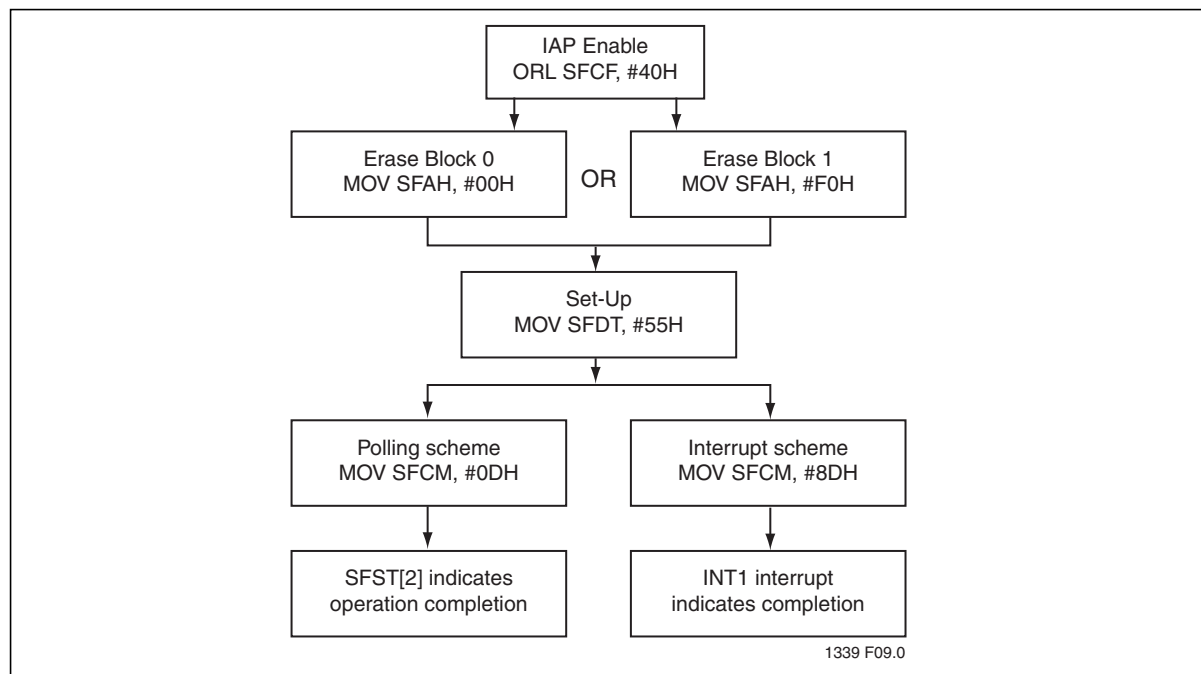 IAP Enable
ORL SFCF, #40H
Erase Block 0
MOV SFAH, #00H
OR
Erase Block 1
MOV SFAH, #F0H
Set-Up
MOV SFDT, #55H
Polling scheme
MOV SFCM, #0DH
Interrupt scheme
MOV SFCM, #8DH
SFST[2] indicates
operation completion
INT1 interrupt
indicates completion
1339 F09.0